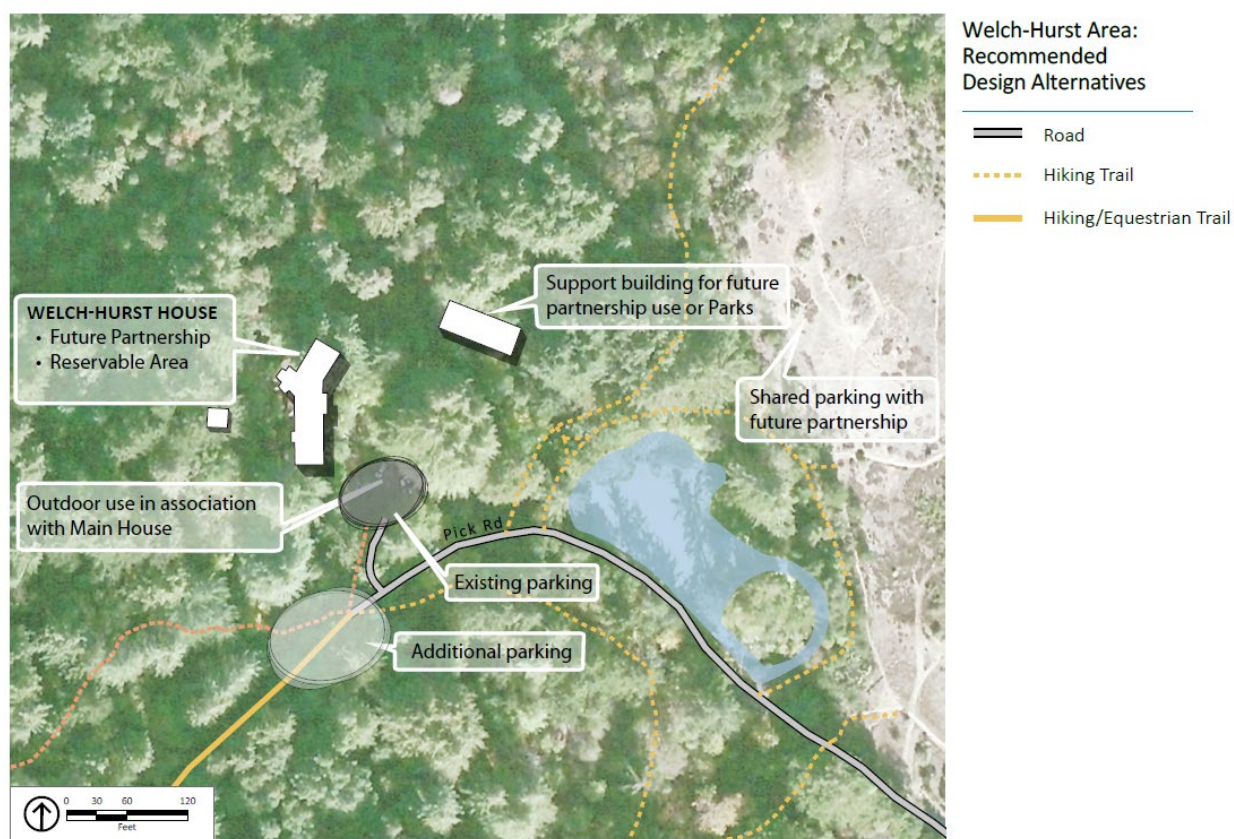 Welch-Hurst Area:
Recommended
Design Alternatives
Road
Hiking Trail
Hiking/Equestrian Trail
Support building for future
partnership use or Parks
WELCH-HURST HOUSE
• Future Partnership
• Reservable Area
Shared parking with
future partnership
Outdoor use in association
with Main House
Pick Rd
Existing parking
Additional parking
0 30 60 120
Feet